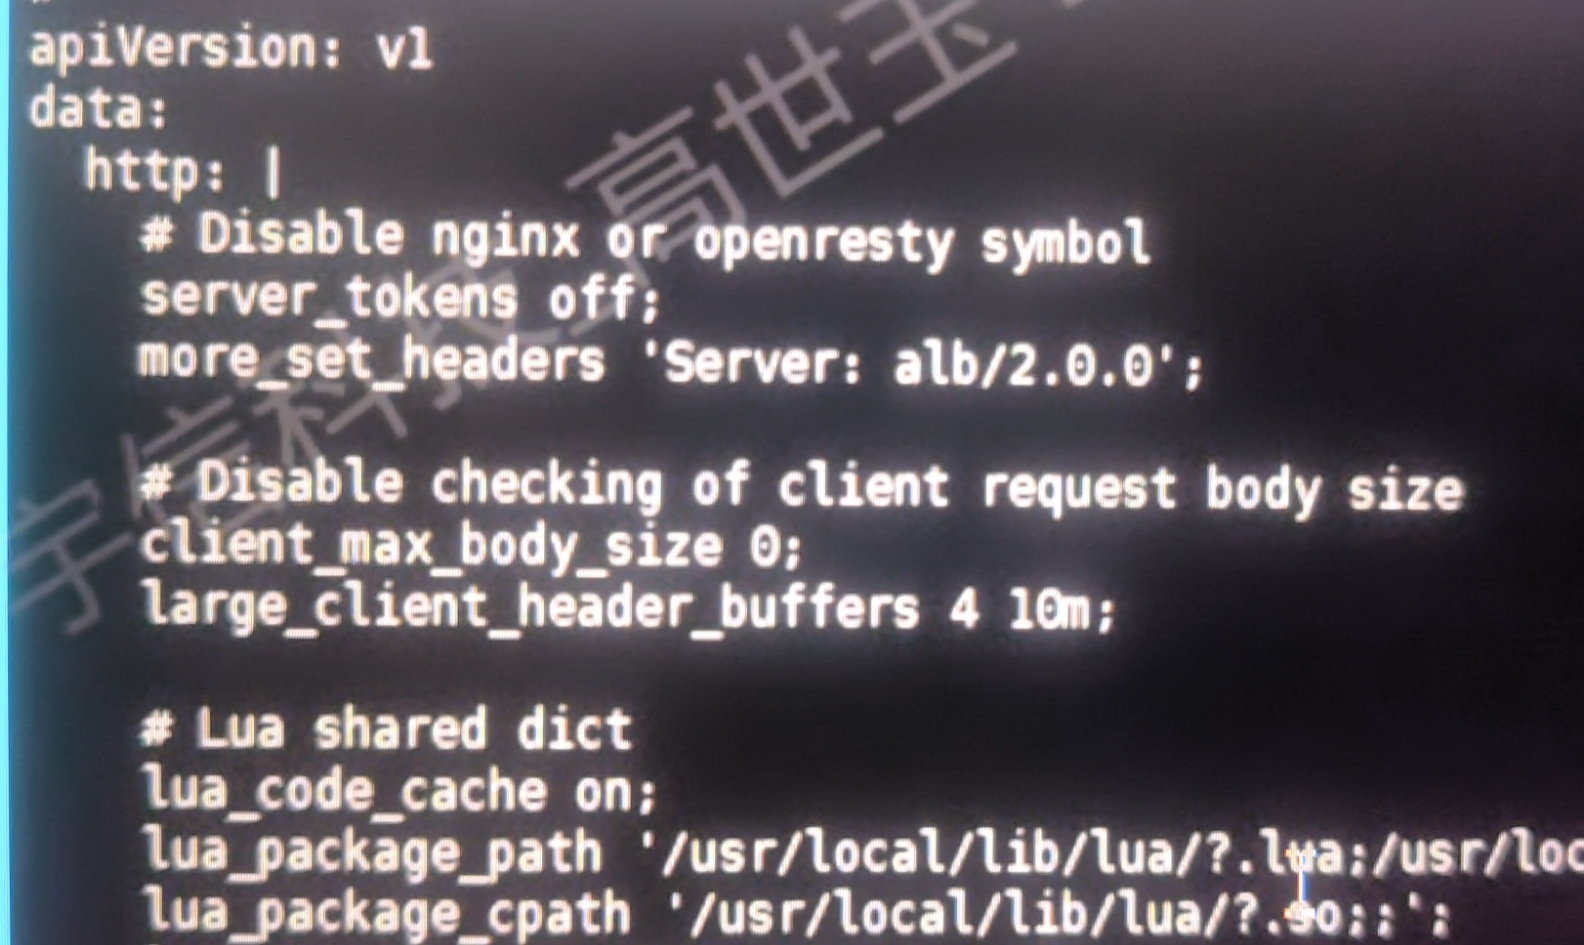 apiVersion: v1
data:
  http: |
    # Disable nginx or openresty symbol
    server_tokens off;
    more_set_headers 'Server: alb/2.0.0';

    # Disable checking of client request body size
    client_max_body_size 0;
    large_client_header_buffers 4 10m;

    # Lua shared dict
    lua_code_cache on;
    lua_package_path '/usr/local/lib/lua/?.lua;/usr/loc
    lua_package_cpath '/usr/local/lib/lua/?.so;;';
宇信科技 高世玉